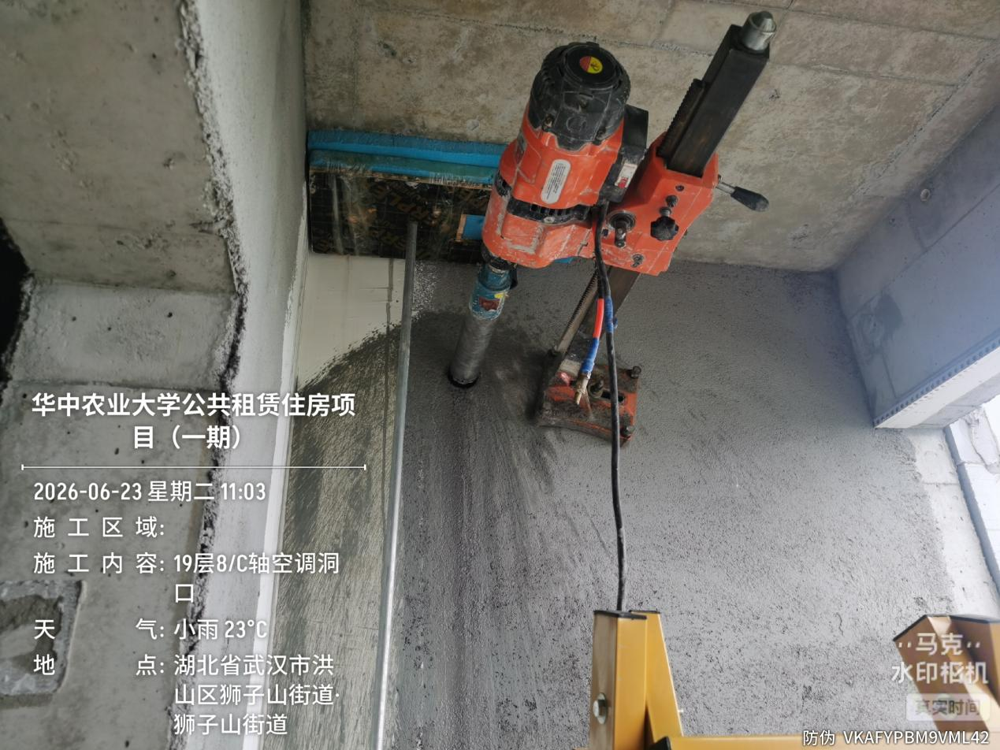 华中农业大学公共租赁住房项
目（一期）
2026-06-23 星期二 11:03
施工区域:
施工内容: 19层8/C轴空调洞
口
天气: 小雨 23°C
地点: 湖北省武汉市洪
山区狮子山街道·
狮子山街道
马克
水印相机
真实时间
防伪 VKAFYPBM9VML42